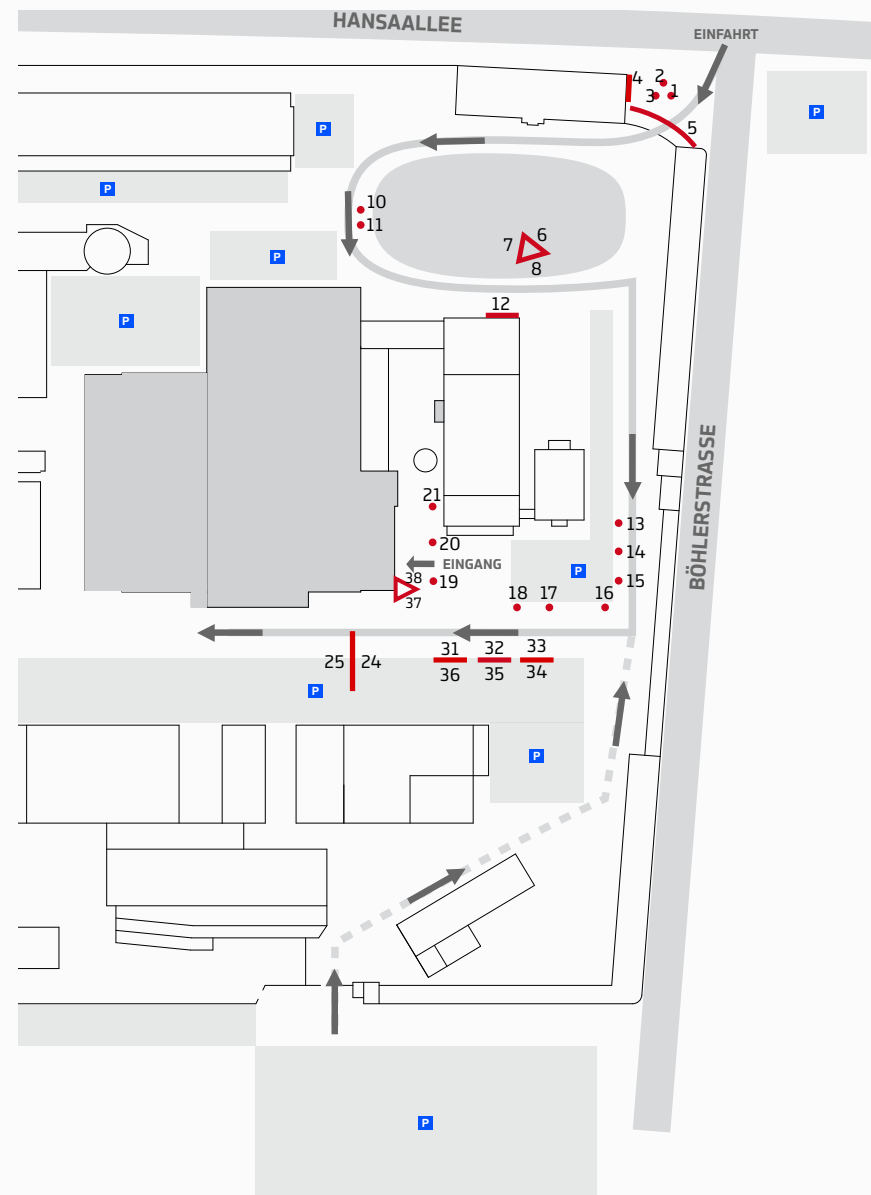 HANSAALLEE
EINFAHRT
4 2
3 1
P
P
5
P
10
11
6
7
8
P
12
P
BÖHLERSTRASSE
21
13
20
14
EINGANG
P
38
19
15
37
18 17 16
31 32 33
25 24
36 35 34
P
P
P